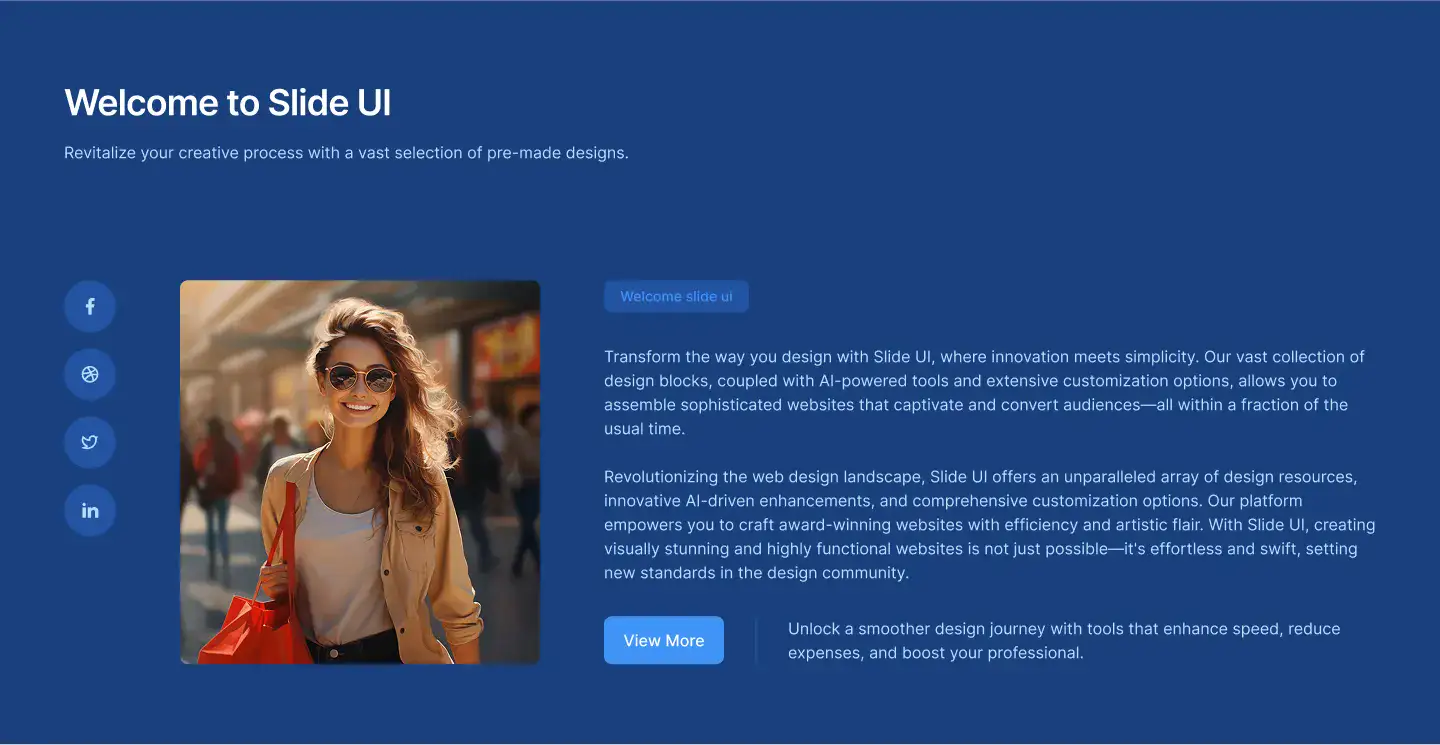 Welcome to Slide UI
Revitalize your creative process with a vast selection of pre-made designs.
Welcome slide ui
Transform the way you design with Slide UI, where innovation meets simplicity. Our vast collection of
design blocks, coupled with AI-powered tools and extensive customization options, allows you to
assemble sophisticated websites that captivate and convert audiences—all within a fraction of the
usual time.
Revolutionizing the web design landscape, Slide UI offers an unparalleled array of design resources,
innovative AI-driven enhancements, and comprehensive customization options. Our platform
empowers you to craft award-winning websites with efficiency and artistic flair. With Slide UI, creating
visually stunning and highly functional websites is not just possible—it's effortless and swift, setting
new standards in the design community.
View More
Unlock a smoother design journey with tools that enhance speed, reduce
expenses, and boost your professional.